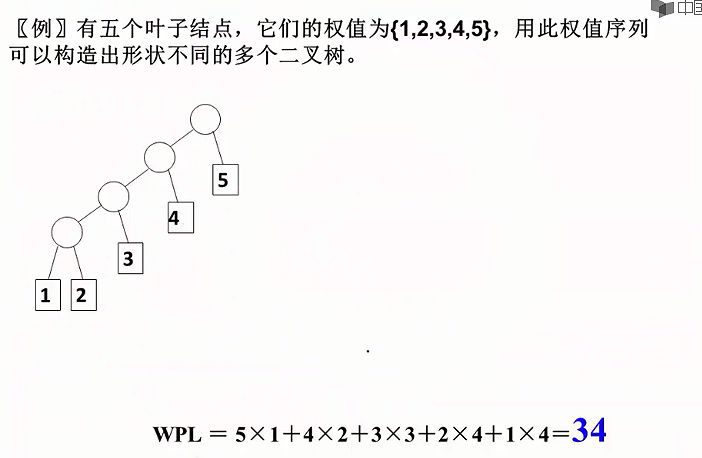 〖例〗有五个叶子结点，它们的权值为{1,2,3,4,5}，用此权值序列
可以构造出形状不同的多个二叉树。
5
4
3
1 2
WPL = 5×1+4×2+3×3+2×4+1×4=34